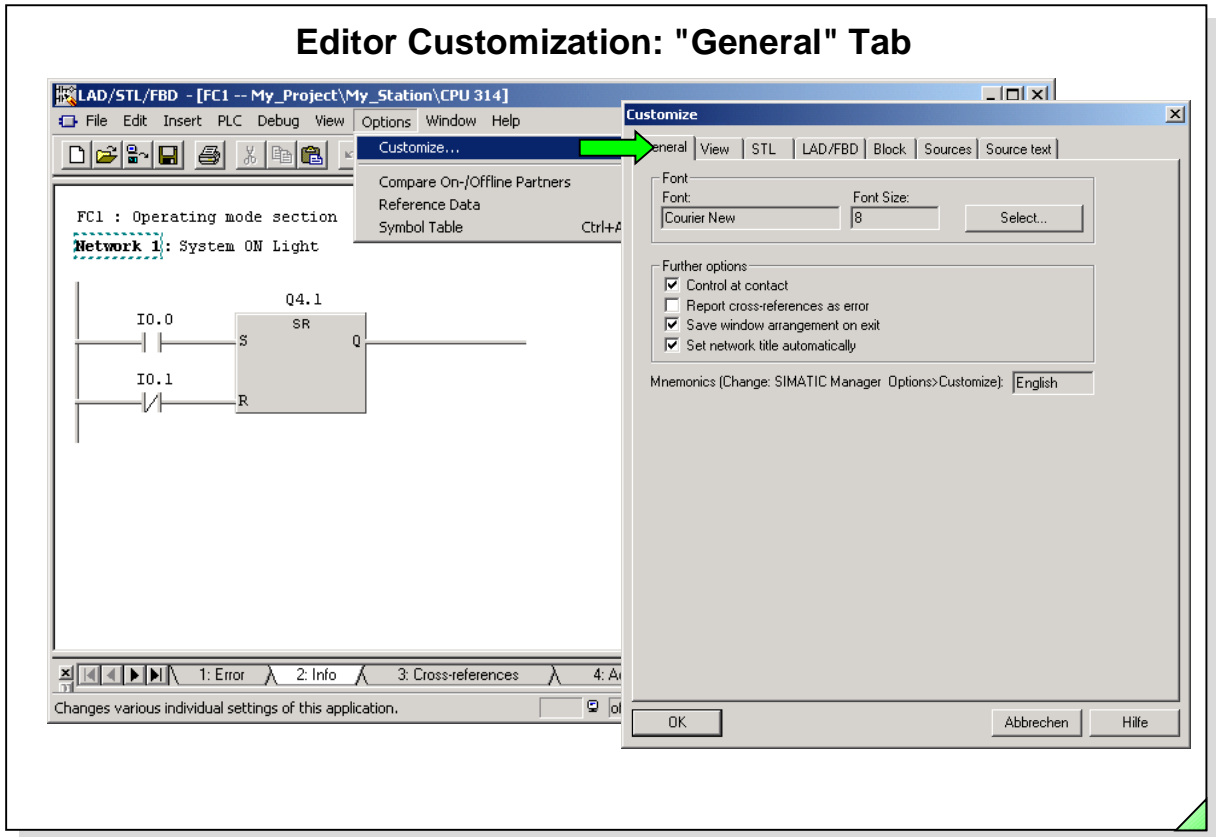 Editor Customization: "General" Tab
LAD/STL/FBD - [FC1 -- My_Project\My_Station\CPU 314]
File Edit Insert PLC Debug View Options Window Help
Customize...
Compare On-/Offline Partners
Reference Data
Symbol Table Ctrl+A
FC1 : Operating mode section
Network 1: System ON Light
Q4.1
I0.0
SR
S Q
I0.1
R
1: Error 2: Info 3: Cross-references 4: A
Changes various individual settings of this application.
Customize
eneral View STL LAD/FBD Block Sources Source text
Font
Font: Font Size:
Courier New 8 Select...
Further options
Control at contact
Report cross-references as error
Save window arrangement on exit
Set network title automatically
Mnemonics (Change: SIMATIC Manager Options>Customize): English
OK Abbrechen Hilfe